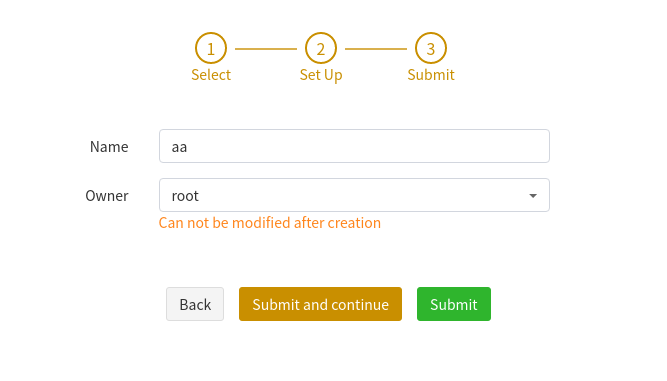 1 2 3
Select Set Up Submit
Name aa
Owner root
Can not be modified after creation
Back Submit and continue Submit